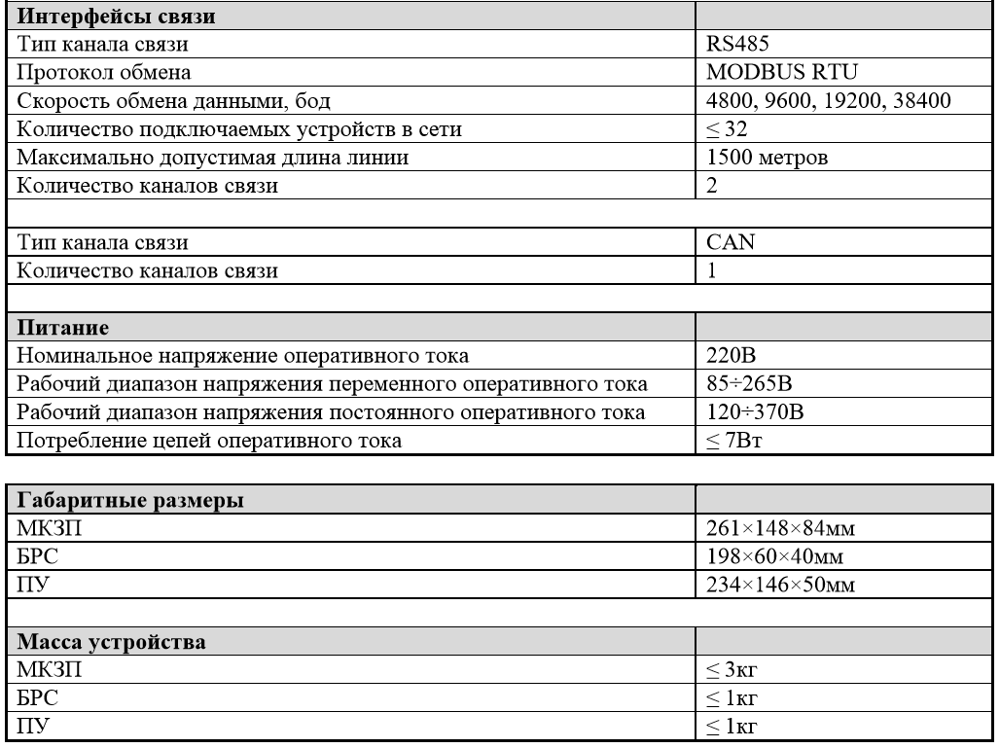 Интерфейсы связи
Тип канала связи RS485
Протокол обмена MODBUS RTU
Скорость обмена данными, бод 4800, 9600, 19200, 38400
Количество подключаемых устройств в сети ≤ 32
Максимально допустимая длина линии 1500 метров
Количество каналов связи 2
Тип канала связи CAN
Количество каналов связи 1
Питание
Номинальное напряжение оперативного тока 220В
Рабочий диапазон напряжения переменного оперативного тока 85÷265В
Рабочий диапазон напряжения постоянного оперативного тока 120÷370В
Потребление цепей оперативного тока ≤ 7Вт
Габаритные размеры
МКЗП 261×148×84мм
БРС 198×60×40мм
ПУ 234×146×50мм
Масса устройства
МКЗП ≤ 3кг
БРС ≤ 1кг
ПУ ≤ 1кг